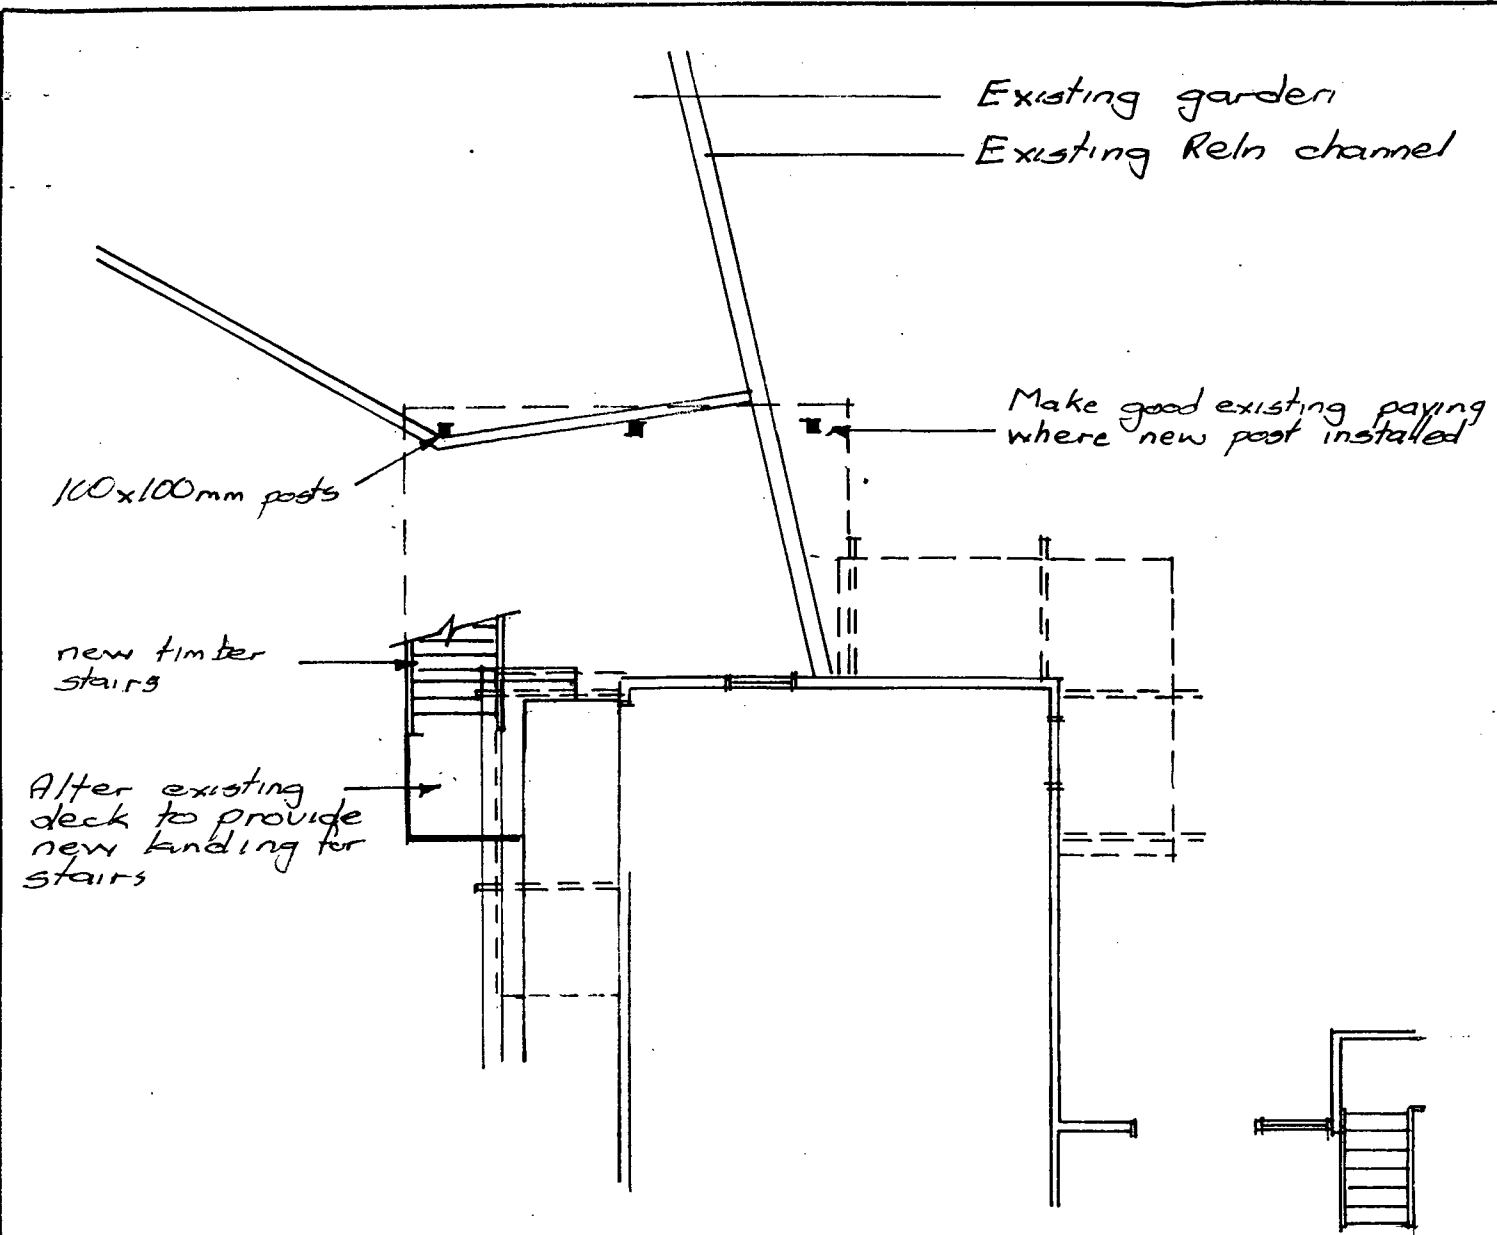 Existing garden
Existing Reln channel
Make good existing paving
where new post installed
100x100mm posts
new timber
stairs
Alter existing
deck to provide
new landing for
stairs